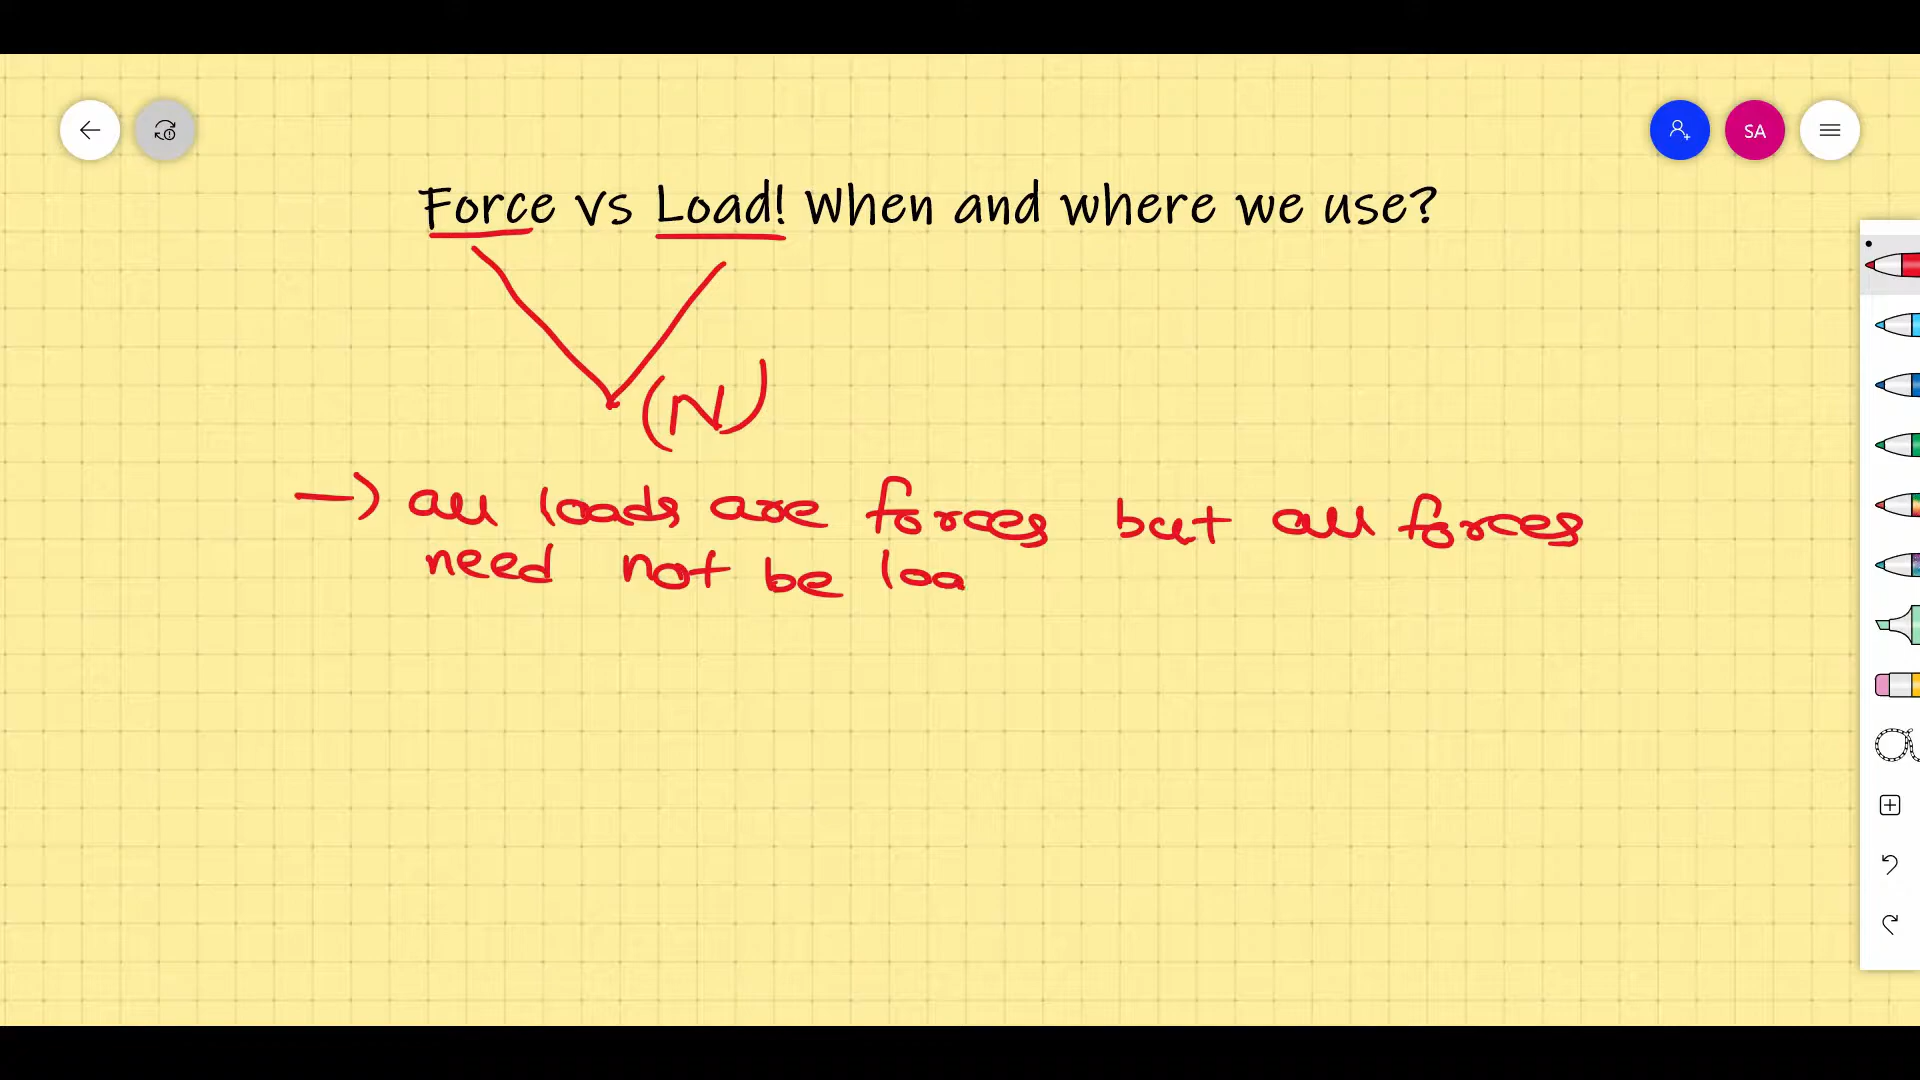 SA
Force vs Load! When and where we use?
(N)
→ all loads are forces but all forces
need not be loa